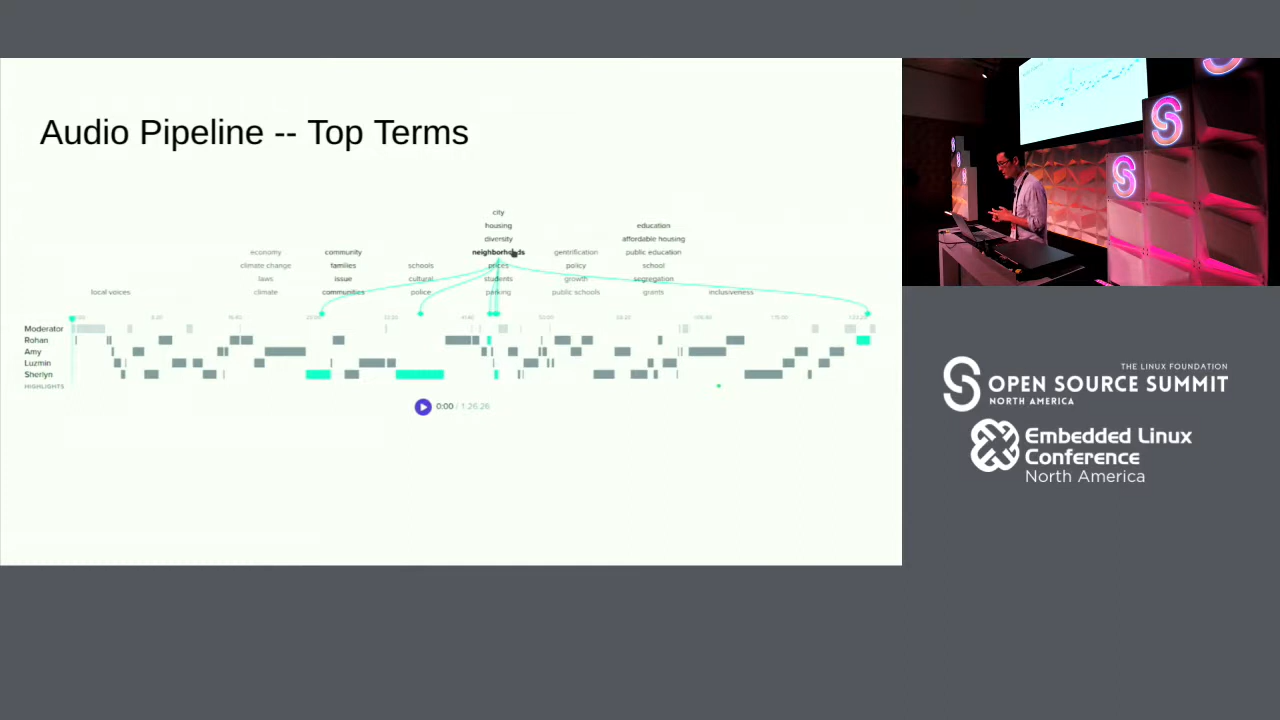 Audio Pipeline -- Top Terms
city
housing
diversity
education
affordable housing
economy
community
neighborhoods
gentrification
public education
climate change
families
schools
prices
policy
school
laws
issue
cultural
students
growth
segregation
local voices
climate
communities
police
parking
public schools
grants
inclusiveness
Moderator
Rohan
Amy
Luzmin
Sherlyn
HIGHLIGHTS
0:00 / 1:26:26
THE LINUX FOUNDATION
OPEN SOURCE SUMMIT
NORTH AMERICA
Embedded Linux
Conference
North America